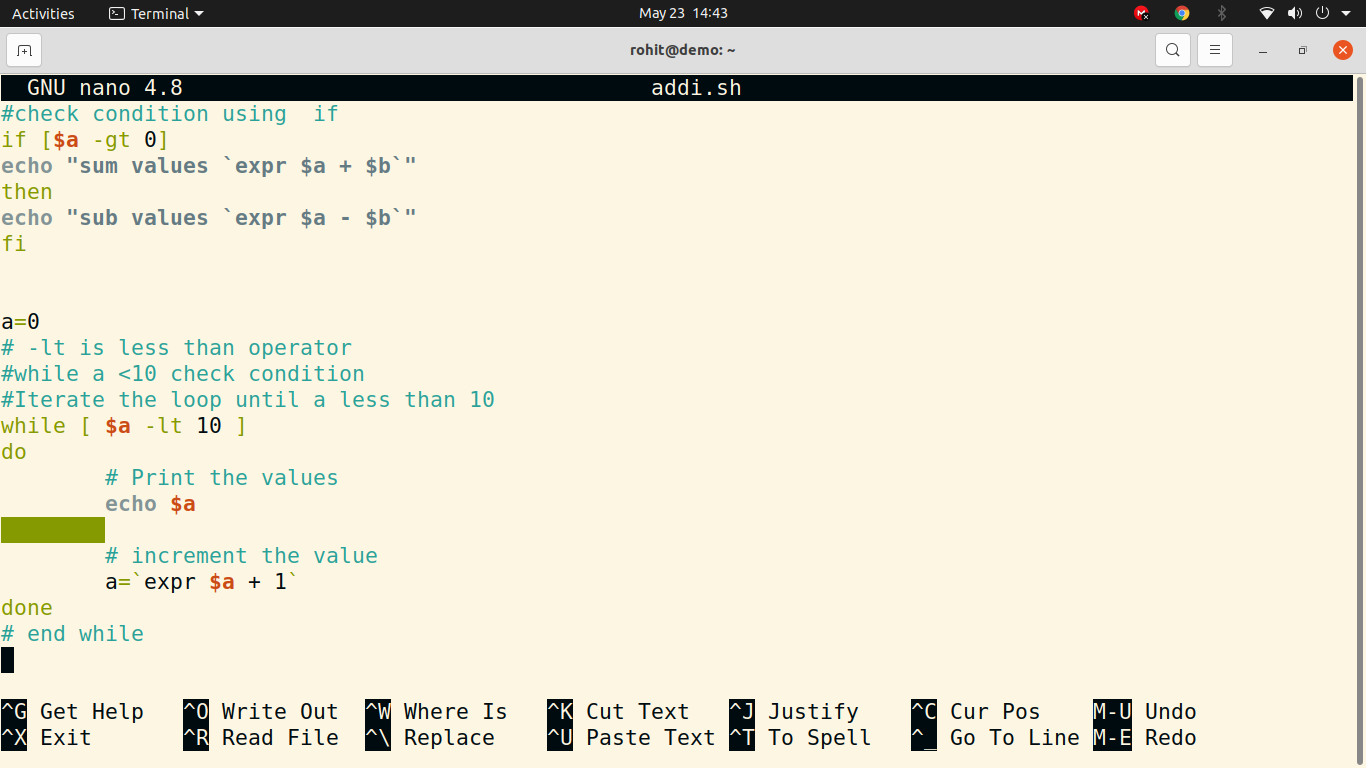 Activities Terminal May 23 14:43
rohit@demo: ~
GNU nano 4.8 addi.sh
#check condition using  if
if [$a -gt 0]
echo "sum values `expr $a + $b`"
then
echo "sub values `expr $a - $b`"
fi
a=0
# -lt is less than operator
#while a <10 check condition
#Iterate the loop until a less than 10
while [ $a -lt 10 ]
do
        # Print the values
        echo $a
        # increment the value
        a=`expr $a + 1`
done
# end while
^G Get Help ^O Write Out ^W Where Is ^K Cut Text ^J Justify ^C Cur Pos M-U Undo
^X Exit ^R Read File ^\ Replace ^U Paste Text ^T To Spell ^_ Go To Line M-E Redo